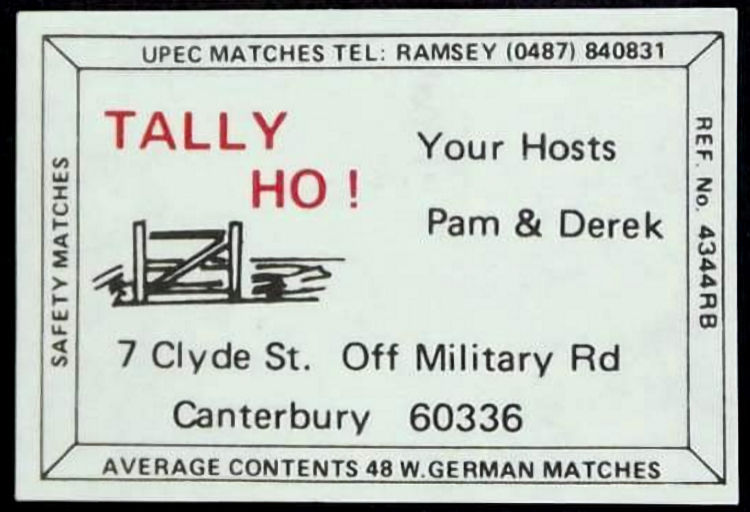 UPEC MATCHES TEL: RAMSEY (0487) 840831
SAFETY MATCHES
TALLY
HO !
Your Hosts
Pam & Derek
7 Clyde St. Off Military Rd
Canterbury 60336
REF. No. 4344RB
AVERAGE CONTENTS 48 W.GERMAN MATCHES